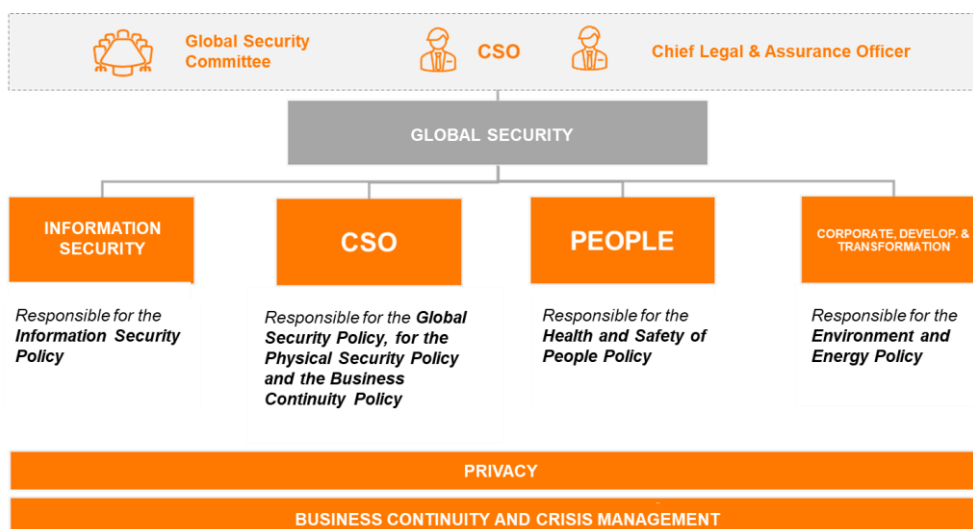 Global Security
Committee
CSO
Chief Legal & Assurance Officer
GLOBAL SECURITY
INFORMATION
SECURITY
CSO
PEOPLE
CORPORATE, DEVELOP. &
TRANSFORMATION
Responsible for the
Information Security
Policy
Responsible for the Global
Security Policy, for the
Physical Security Policy
and the Business
Continuity Policy
Responsible for the
Health and Safety of
People Policy
Responsible for the
Environment and
Energy Policy
PRIVACY
BUSINESS CONTINUITY AND CRISIS MANAGEMENT